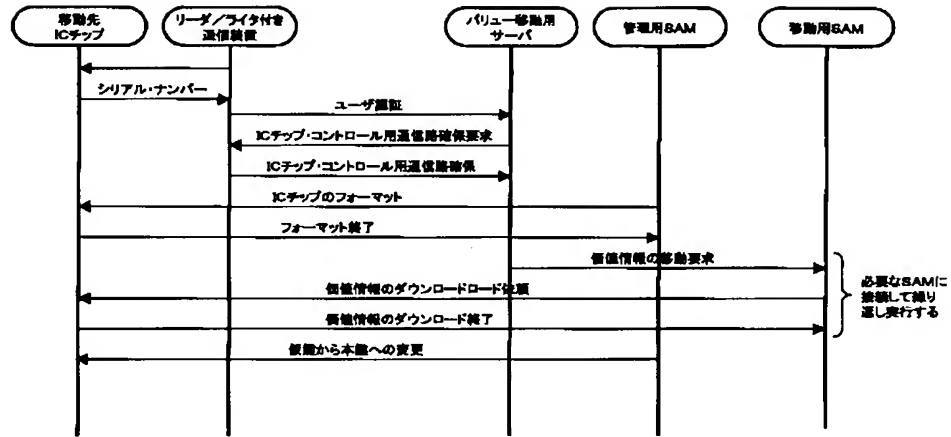 移動先
ICチップ
リーダ/ライタ付き
通信装置
バリュー移動用
サーバ
管理用SAM
移動用SAM
シリアル・ナンバー
ユーザ認証
ICチップ・コントロール用通信路確保要求
ICチップ・コントロール用通信路確保
ICチップのフォーマット
フォーマット終了
価値情報の移動要求
価値情報のダウンロードロード依頼
価値情報のダウンロード終了
仮鍵から本鍵への変更
必要なSAMに
接続して繰り
返し実行する